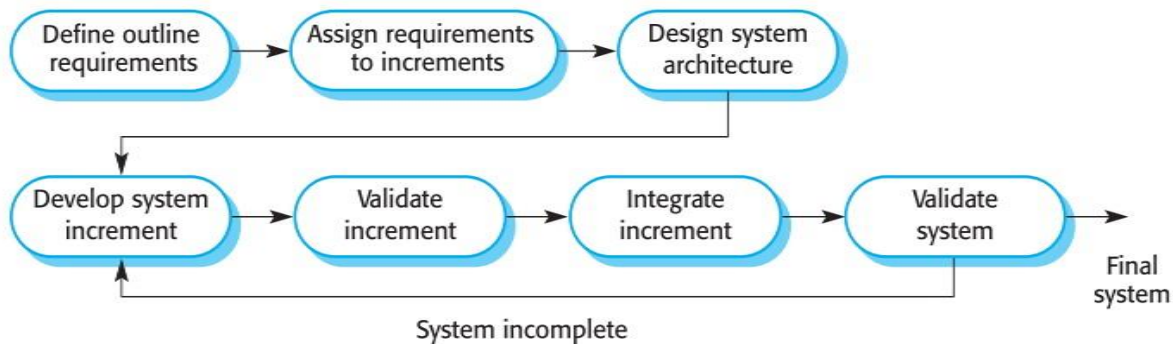 Define outline
requirements
Assign requirements
to increments
Design system
architecture
Develop system
increment
Validate
increment
Integrate
increment
Validate
system
Final
system
System incomplete